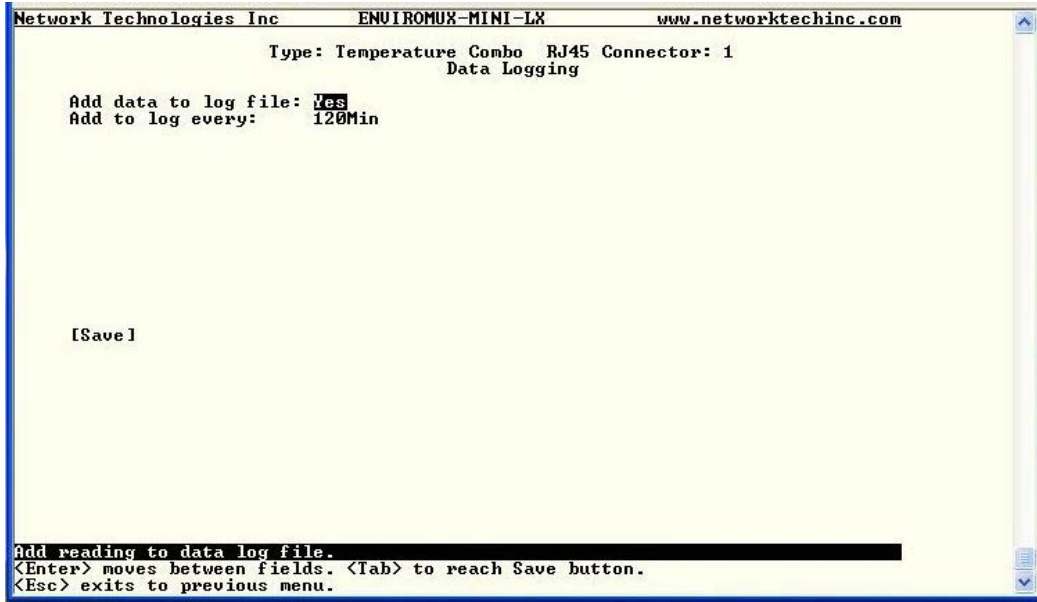 Network Technologies Inc ENVIROMUX-MINI-LX www.networktechinc.com
Type: Temperature Combo RJ45 Connector: 1
Data Logging
Add data to log file: Yes
Add to log every: 120Min
[Save]
Add reading to data log file.
<Enter> moves between fields. <Tab> to reach Save button.
<Esc> exits to previous menu.